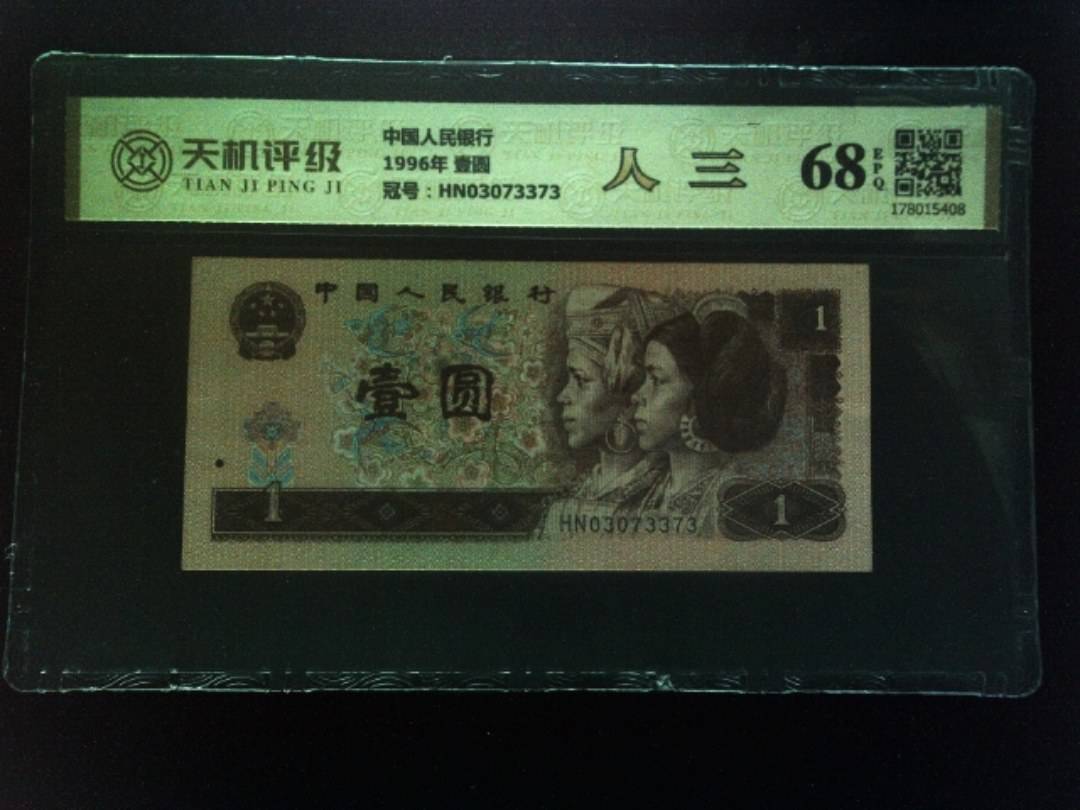 天机评级
TIAN JI PING JI
中国人民银行
1996年 壹圆
冠号：HN03073373
人三
68
EPQ
178015408
中国人民银行
1
壹圆
1
HN03073373
1